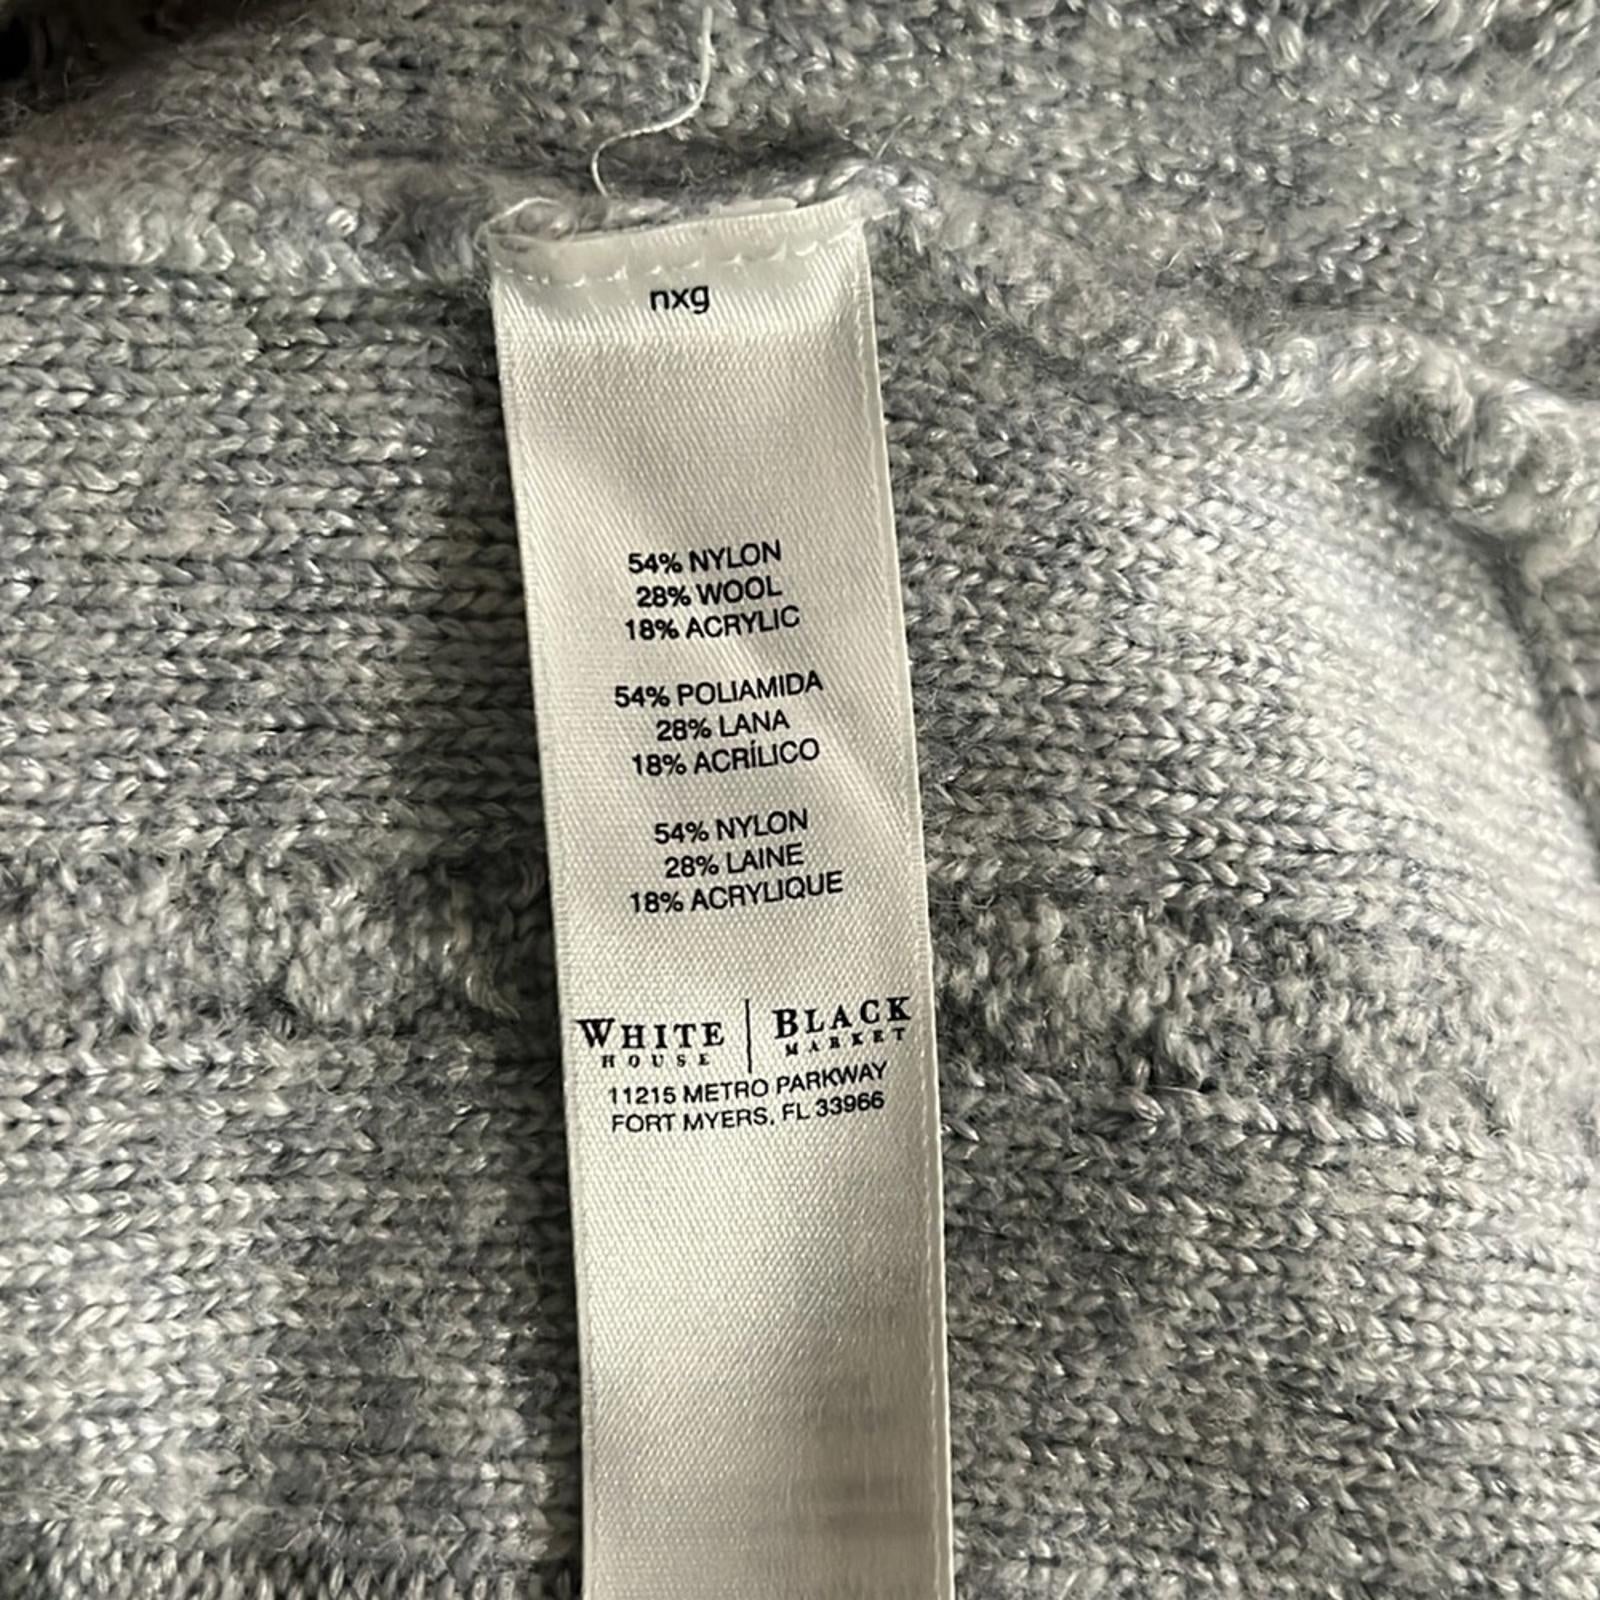 nxg
54% NYLON
28% WOOL
18% ACRYLIC
54% POLIAMIDA
28% LANA
18% ACRÍLICO
54% NYLON
28% LAINE
18% ACRYLIQUE
WHITE | BLACK
HOUSE MARKET
11215 METRO PARKWAY
FORT MYERS, FL 33966